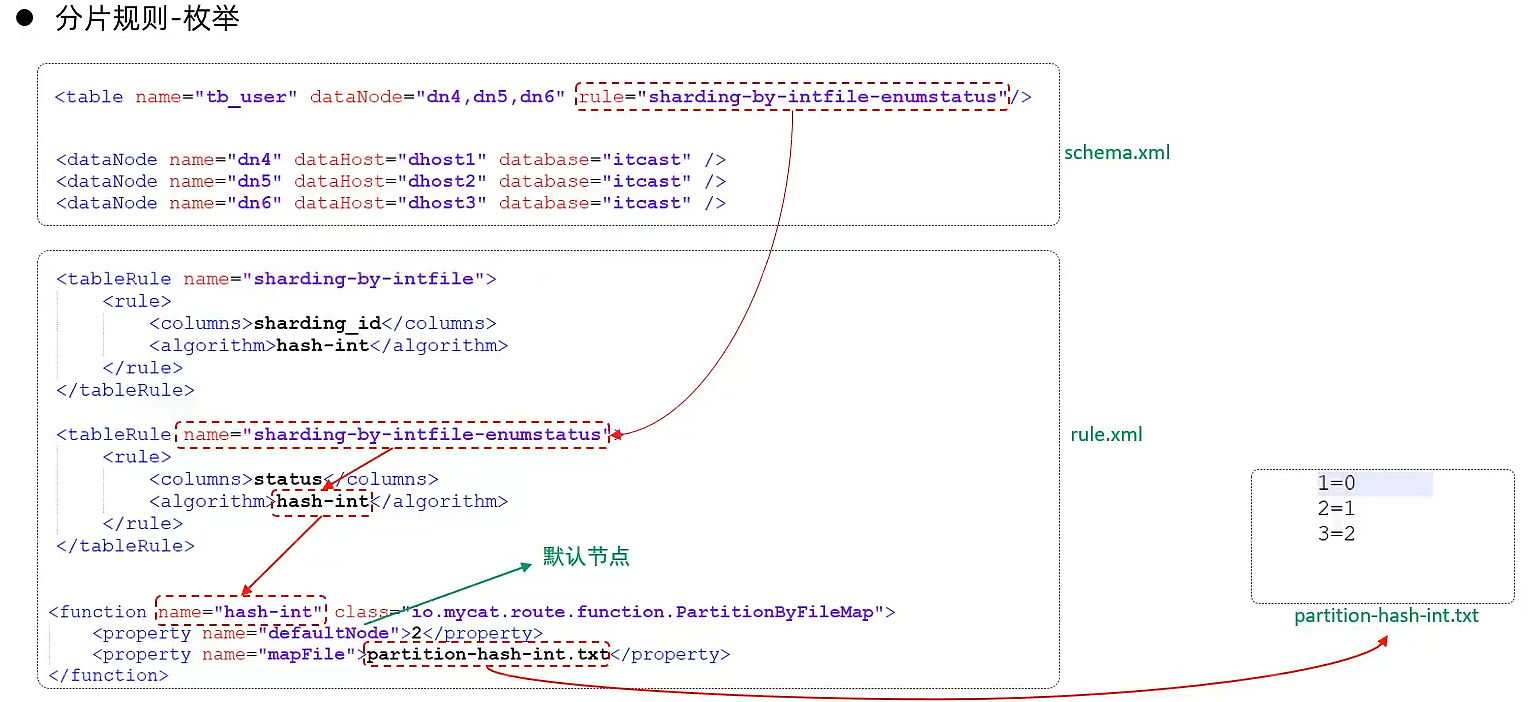 ● 分片规则-枚举
<table name="tb_user" dataNode="dn4,dn5,dn6" rule="sharding-by-intfile-enumstatus"/>
<dataNode name="dn4" dataHost="dhost1" database="itcast" />
<dataNode name="dn5" dataHost="dhost2" database="itcast" />
<dataNode name="dn6" dataHost="dhost3" database="itcast" />
schema.xml
<tableRule name="sharding-by-intfile">
<rule>
<columns>sharding_id</columns>
<algorithm>hash-int</algorithm>
</rule>
</tableRule>
<tableRule name="sharding-by-intfile-enumstatus">
<rule>
<columns>status</columns>
<algorithm>hash-int</algorithm>
</rule>
</tableRule>
默认节点
<function name="hash-int" class="io.mycat.route.function.PartitionByFileMap">
<property name="defaultNode">2</property>
<property name="mapFile">partition-hash-int.txt</property>
</function>
rule.xml
1=0
2=1
3=2
partition-hash-int.txt